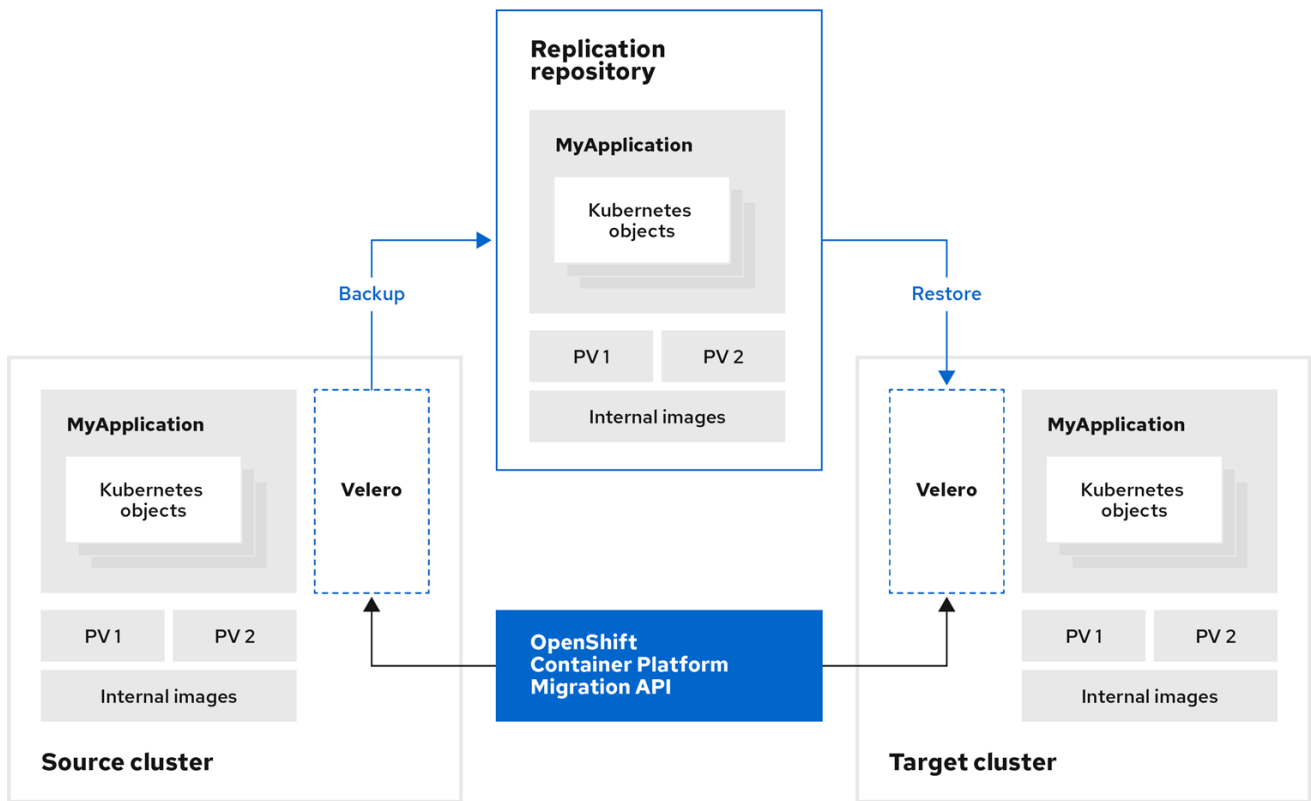 Replication
repository
MyApplication
Kubernetes
objects
PV 1
PV 2
Internal images
Backup
Restore
MyApplication
Kubernetes
objects
Velero
PV 1
PV 2
Internal images
Source cluster
OpenShift
Container Platform
Migration API
Velero
MyApplication
Kubernetes
objects
PV 1
PV 2
Internal images
Target cluster